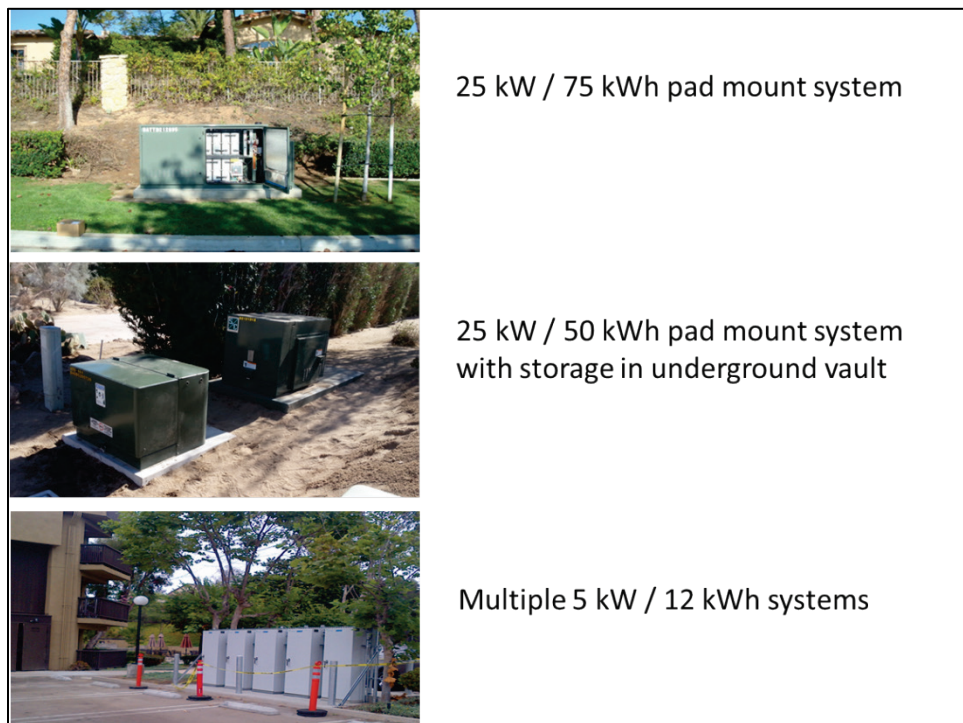 25 kW / 75 kWh pad mount system
25 kW / 50 kWh pad mount system
with storage in underground vault
Multiple 5 kW / 12 kWh systems